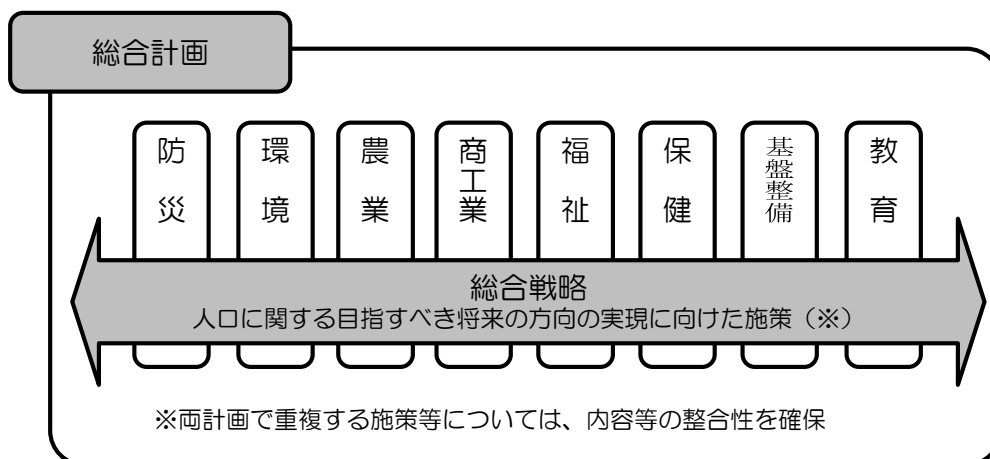 総合計画
防災
環境
農業
商工業
福祉
保健
基盤整備
教育
総合戦略
人口に関する目指すべき将来の方向の実現に向けた施策（※）
※両計画で重複する施策等については、内容等の整合性を確保